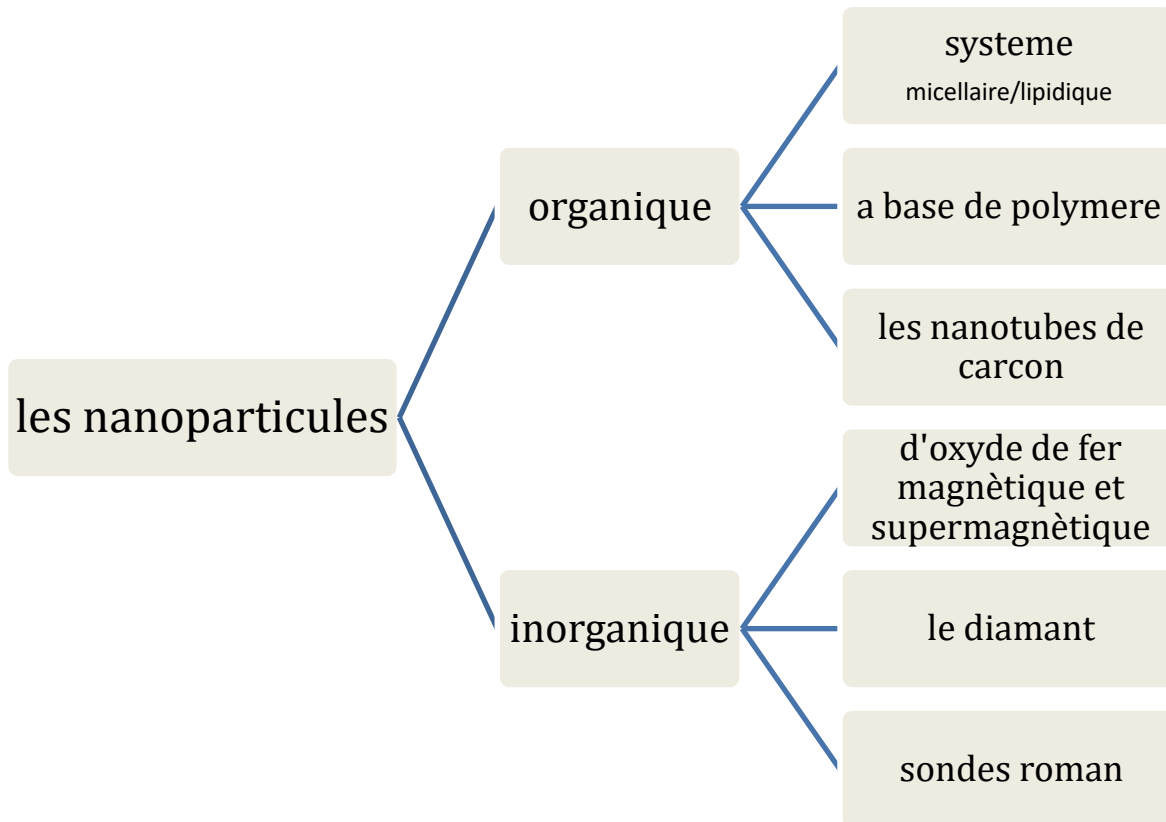 les nanoparticules
organique
systeme
micellaire/lipidique
a base de polymere
les nanotubes de
carcon
inorganique
d'oxyde de fer
magnètique et
supermagnètique
le diamant
sondes roman